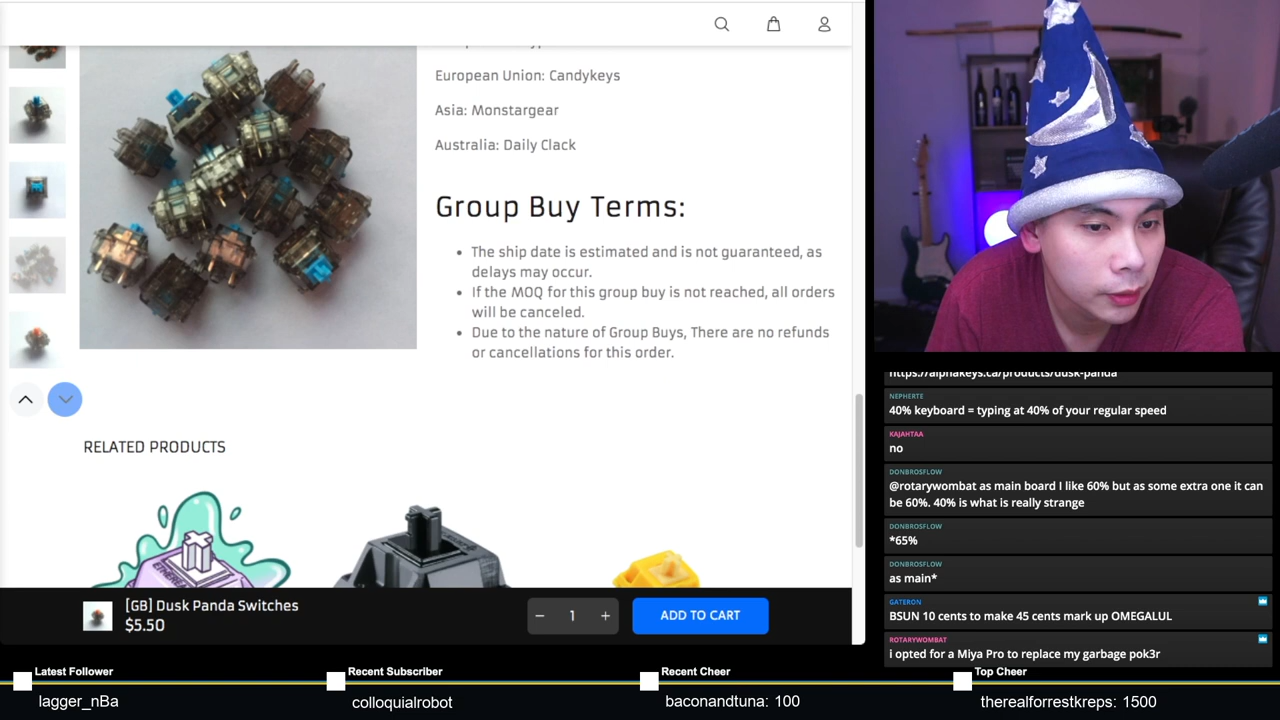 European Union: Candykeys
Asia: Monstargear
Australia: Daily Clack
Group Buy Terms:
• The ship date is estimated and is not guaranteed, as
delays may occur.
• If the MOQ for this group buy is not reached, all orders
will be canceled.
• Due to the nature of Group Buys, There are no refunds
or cancellations for this order.
RELATED PRODUCTS
[GB] Dusk Panda Switches
$5.50
− 1 +
ADD TO CART
https://alphakeys.ca/products/dusk-panda
NEPHERTE
40% keyboard = typing at 40% of your regular speed
KAJAHTAA
no
DONBROSFLOW
@rotarywombat as main board I like 60% but as some extra one it can
be 60%. 40% is what is really strange
DONBROSFLOW
*65%
DONBROSFLOW
as main*
GATERON
BSUN 10 cents to make 45 cents mark up OMEGALUL
ROTARYWOMBAT
i opted for a Miya Pro to replace my garbage pok3r
Latest Follower
lagger_nBa
Recent Subscriber
colloquialrobot
Recent Cheer
baconandtuna: 100
Top Cheer
therealforrestkreps: 1500